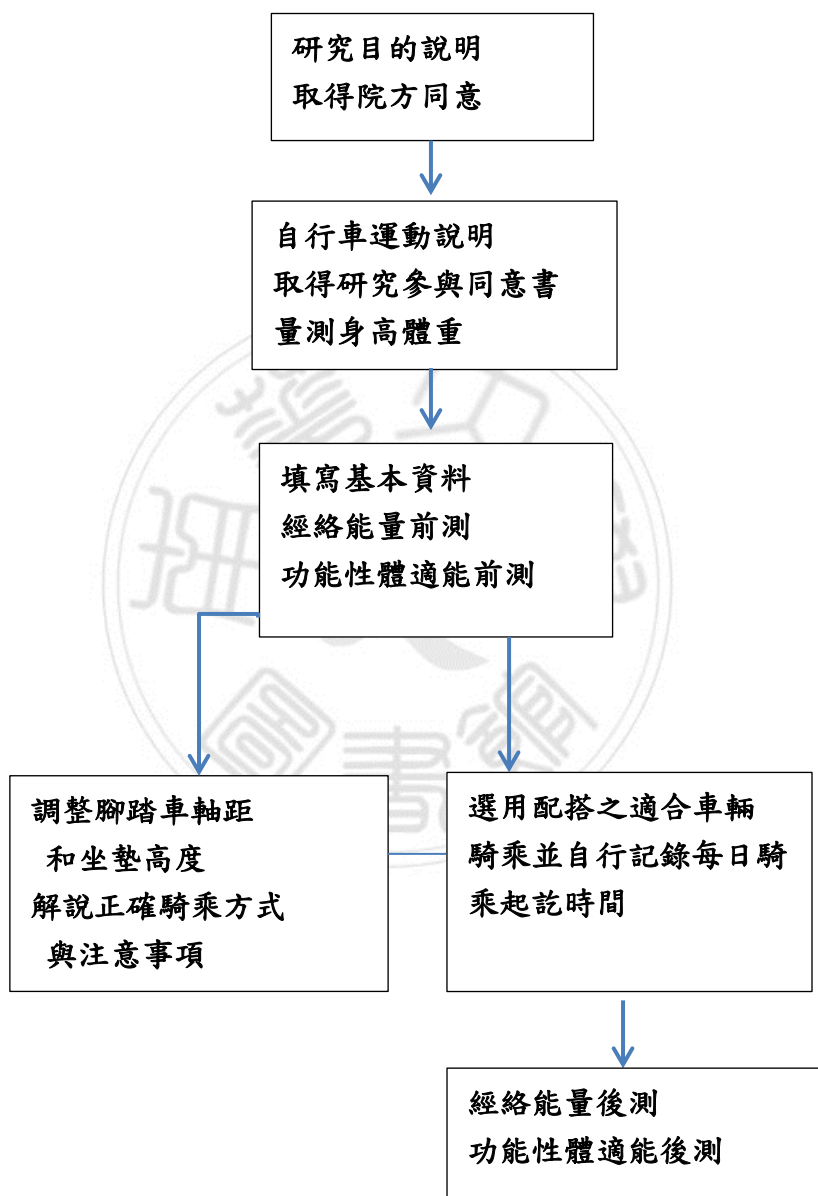 研究目的說明
取得院方同意
自行車運動說明
取得研究參與同意書
量測身高體重
填寫基本資料
經絡能量前測
功能性體適能前測
調整腳踏車軸距
和坐墊高度
解說正確騎乘方式
與注意事項
選用配搭之適合車輛
騎乘並自行記錄每日騎
乘起訖時間
經絡能量後測
功能性體適能後測